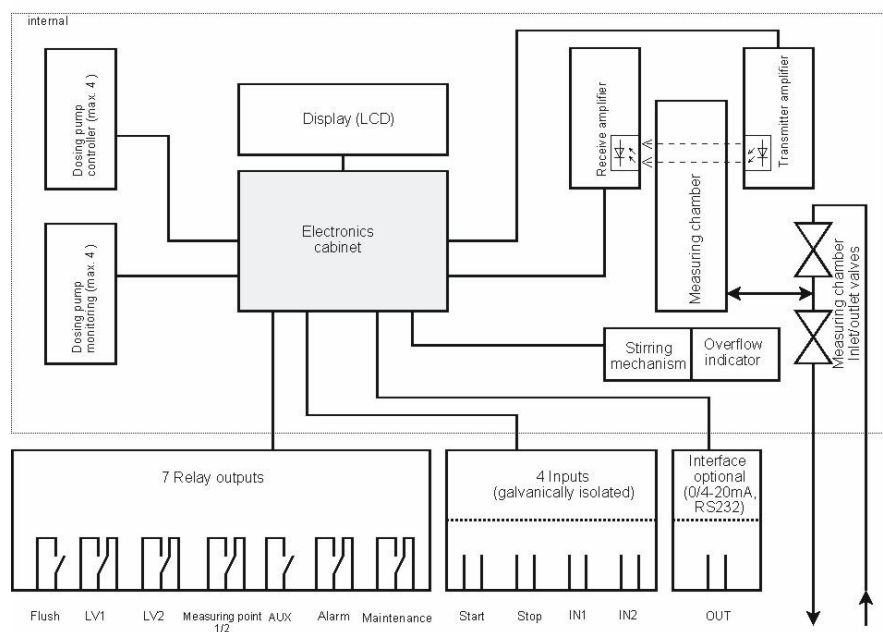 internal
Dosing pump
controller (max. 4 )
Display (LCD)
Receive amplifier
Transmitter amplifier
Measuring chamber
Electronics
cabinet
Dosing pump
monitoring (max. 4 )
Measuring chamber
Inlet/outlet valves
Stirring
mechanism
Overflow
indicator
7 Relay outputs
4 Inputs
(galvanically isolated)
Interface
optional
(0/4-20mA,
RS232)
Flush
LV1
LV2
Measuring point
1/2
AUX
Alarm
Maintenance
Start
Stop
IN1
IN2
OUT